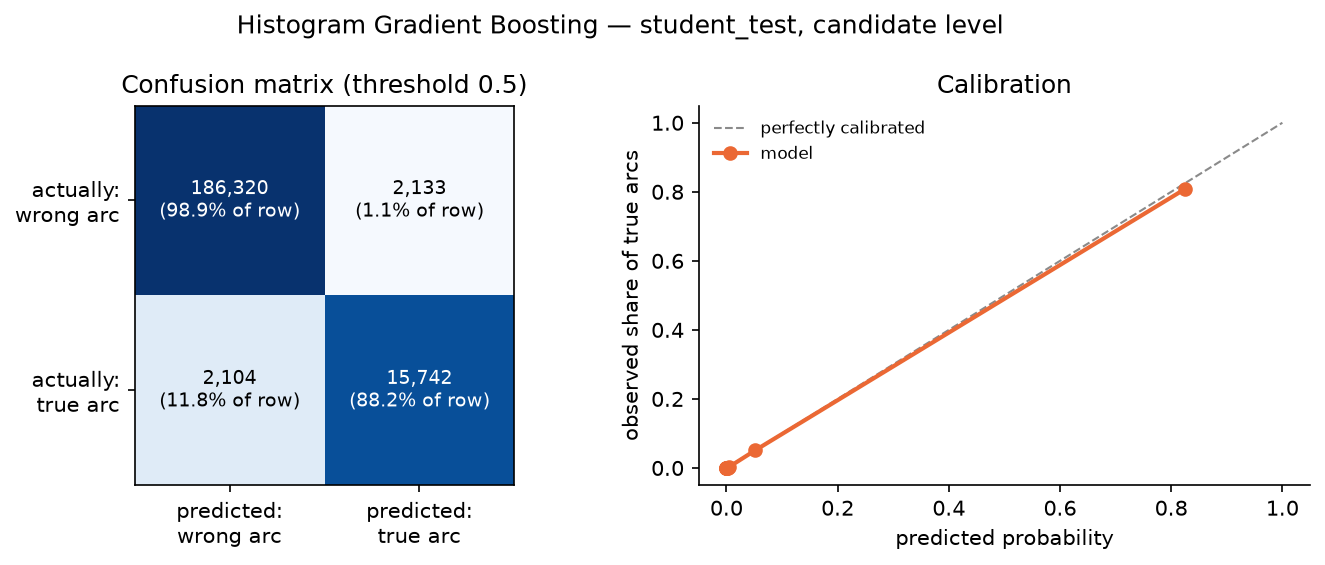 Histogram Gradient Boosting — student_test, candidate level
Confusion matrix (threshold 0.5)
actually:
wrong arc
186,320
(98.9% of row)
2,133
(1.1% of row)
actually:
true arc
2,104
(11.8% of row)
15,742
(88.2% of row)
predicted:
wrong arc
predicted:
true arc
Calibration
perfectly calibrated
model
observed share of true arcs
1.0
0.8
0.6
0.4
0.2
0.0
0.0 0.2 0.4 0.6 0.8 1.0
predicted probability